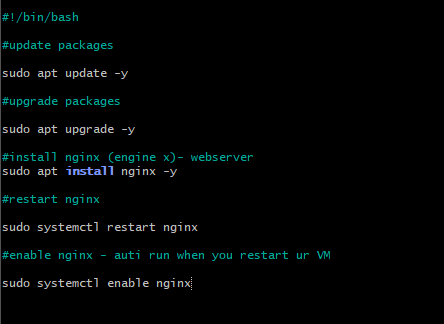 #!/bin/bash
#update packages
sudo apt update -y
#upgrade packages
sudo apt upgrade -y
#install nginx (engine x)- webserver
sudo apt install nginx -y
#restart nginx
sudo systemctl restart nginx
#enable nginx - auti run when you restart ur VM
sudo systemctl enable nginx